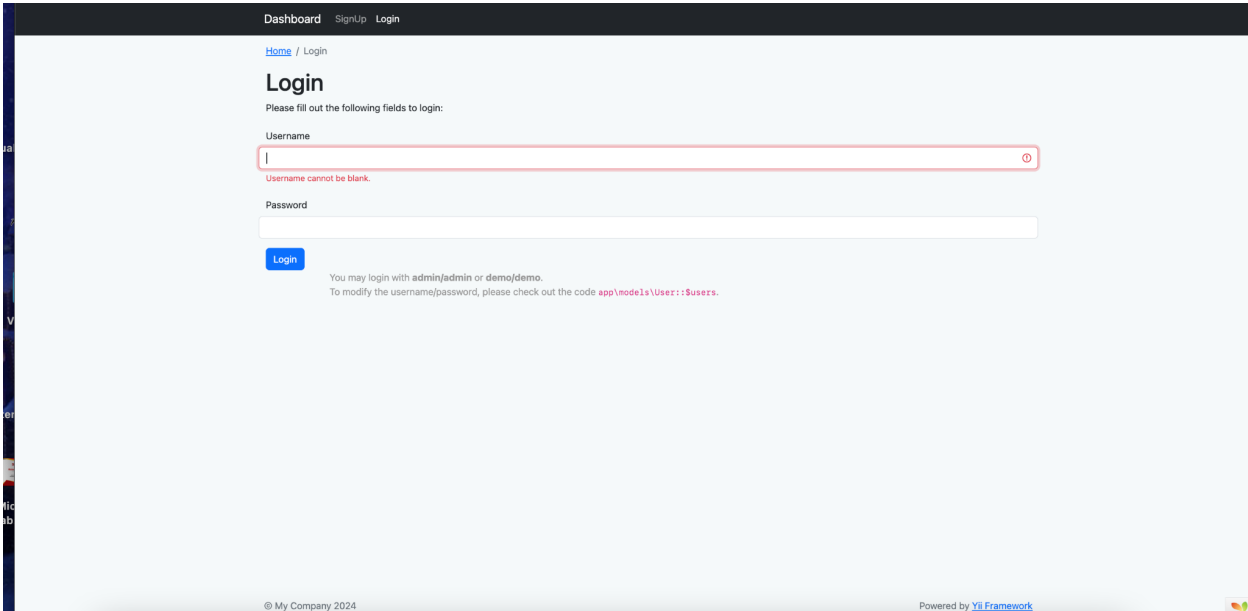 Dashboard SignUp Login
Home / Login
Login
Please fill out the following fields to login:
Username
Username cannot be blank.
Password
Login
You may login with admin/admin or demo/demo.
To modify the username/password, please check out the code app\models\User::$users.
© My Company 2024 Powered by Yii Framework